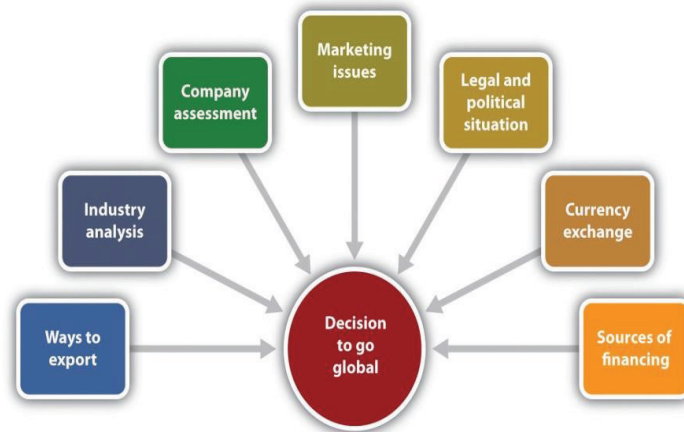 Marketing
issues
Company
assessment
Legal and
political
situation
Industry
analysis
Currency
exchange
Ways to
export
Decision
to go
global
Sources of
financing